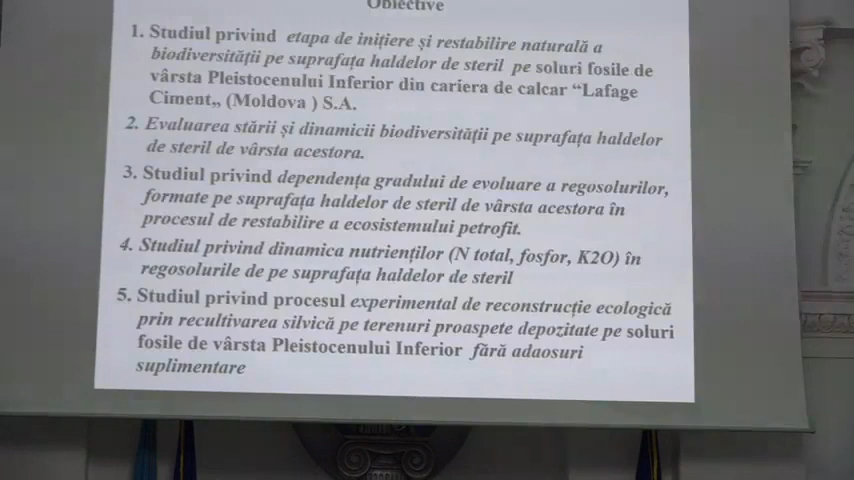 Obiective
1. Studiul privind etapa de inițiere și restabilire naturală a
biodiversității pe suprafața haldelor de steril pe soluri fosile de
vârsta Pleistocenului Inferior din cariera de calcar “Lafage
Ciment„ (Moldova ) S.A.
2. Evaluarea stării și dinamicii biodiversității pe suprafața haldelor
de steril de vârsta acestora.
3. Studiul privind dependența gradului de evoluare a regosolurilor,
formate pe suprafața haldelor de steril de vârsta acestora în
procesul de restabilire a ecosistemului petrofit.
4. Studiul privind dinamica nutrienților (N total, fosfor, K2O) în
regosolurile de pe suprafața haldelor de steril
5. Studiul privind procesul experimental de reconstrucție ecologică
prin recultivarea silvică pe terenuri proaspete depozitate pe soluri
fosile de vârsta Pleistocenului Inferior fără adaosuri
suplimentare